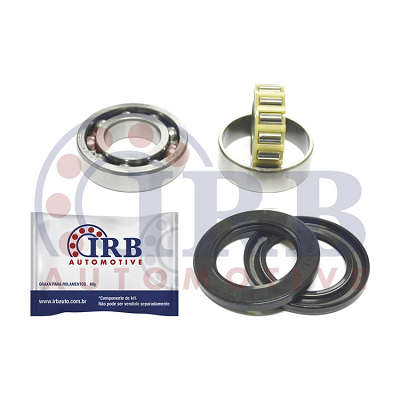 IRB
AUTOMOTIVE
IRB
AUTOMOTIVE
GRAXA PARA ROLAMENTOS 40g
www.irbauto.com.br
*Componente do kit.
Não pode ser vendido separadamente